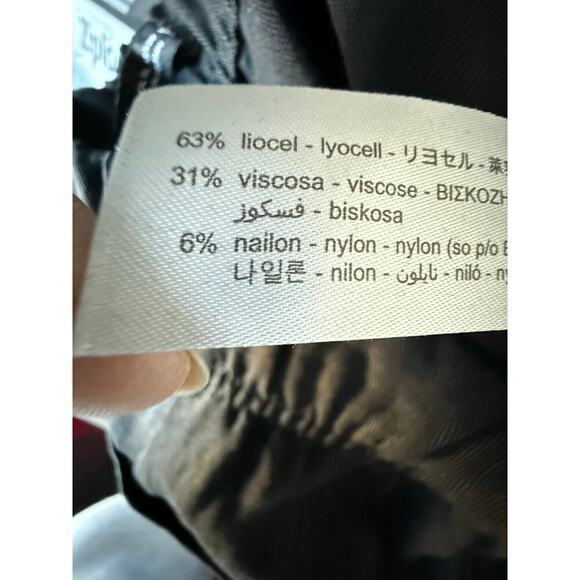 63% liocel - lyocell - リヨセル - 萊
31% viscosa - viscose - ΒΙΣΚΟΖΗ
فسكوز - biskosa
6% nailon - nylon - nylon (so p/o
나일론 - nilon - نايلون - niló -